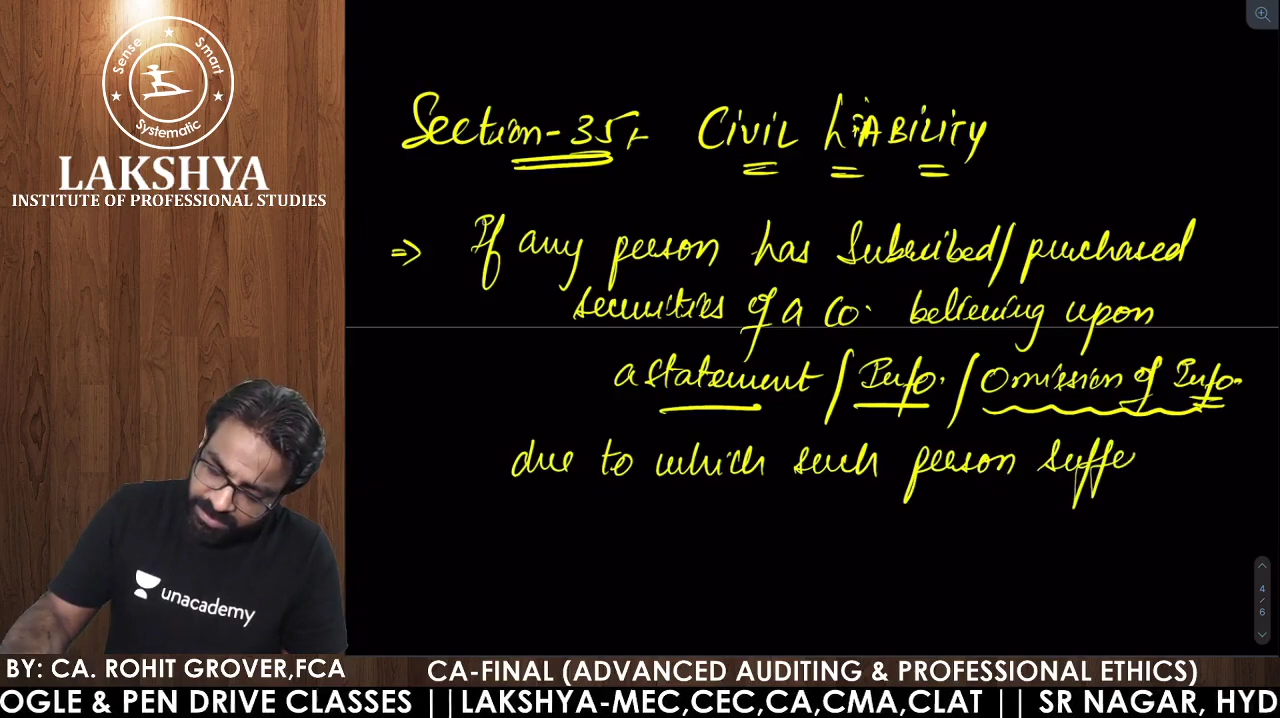 Sense
Smart
Systematic
LAKSHYA
INSTITUTE OF PROFESSIONAL STUDIES
Section-35:- CIVIL LIABILITY
=> If any person has Subscribed/purchased
securities of a Co. believing upon
a statement / Info. / Omission of Info.
due to which such person suffe
unacademy
4
/
6
BY: CA. ROHIT GROVER,FCA
CA-FINAL (ADVANCED AUDITING & PROFESSIONAL ETHICS)
OGLE & PEN DRIVE CLASSES ||LAKSHYA-MEC,CEC,CA,CMA,CLAT || SR NAGAR, HYD